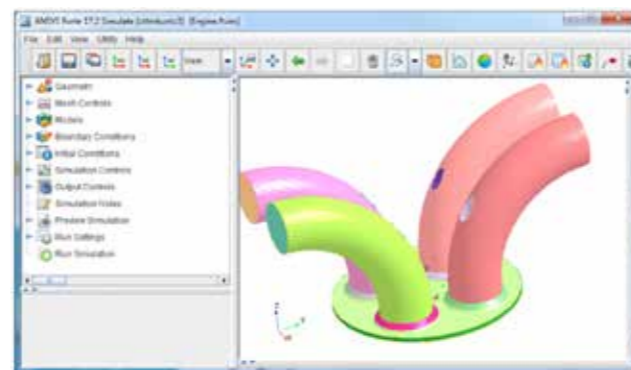 ANSYS Forte 17.2 Simulate
File Edit View Utility Help
View
Geometry
Mesh Controls
Models
Boundary Conditions
Initial Conditions
Simulation Controls
Output Controls
Simulation Notes
Preview Simulation
Run Settings
Run Simulation